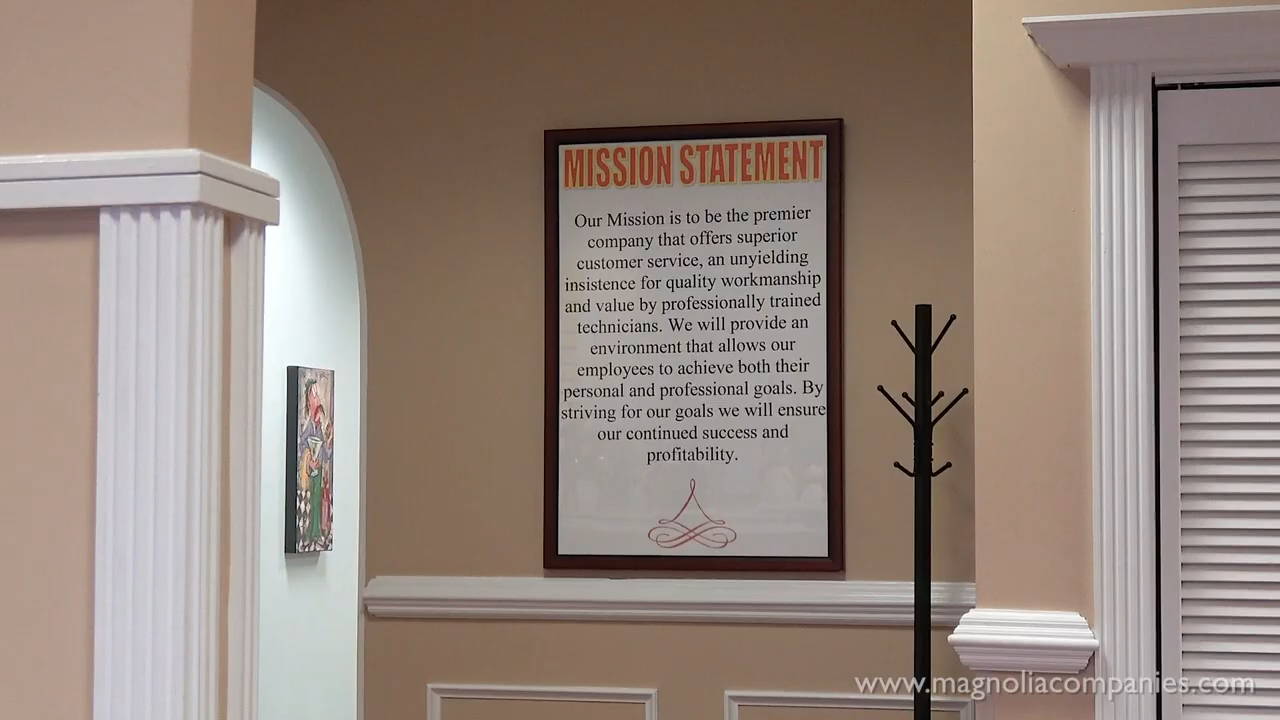 MISSION STATEMENT
Our Mission is to be the premier
company that offers superior
customer service, an unyielding
insistence for quality workmanship
and value by professionally trained
technicians. We will provide an
environment that allows our
employees to achieve both their
personal and professional goals. By
striving for our goals we will ensure
our continued success and
profitability.
www.magnoliacompanies.com